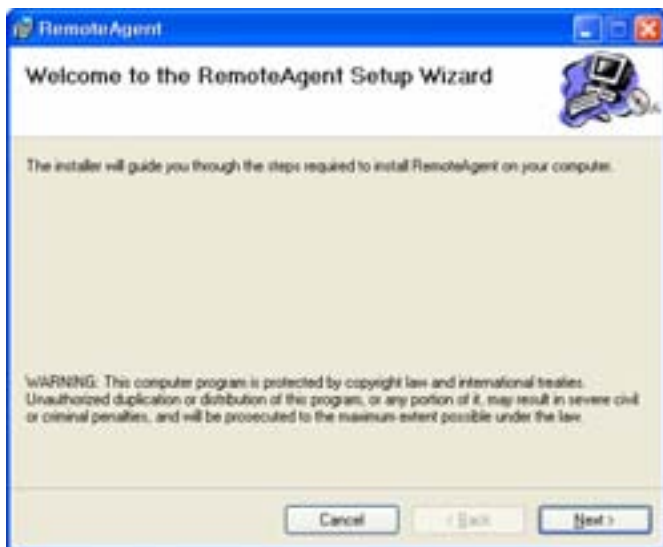 RemoteAgent
Welcome to the RemoteAgent Setup Wizard
The installer will guide you through the steps required to install RemoteAgent on your computer.
WARNING: This computer program is protected by copyright law and international treaties.
Unauthorized duplication or distribution of this program, or any portion of it, may result in severe civil
or criminal penalties, and will be prosecuted to the maximum extent possible under the law.
Cancel
< Back
Next >